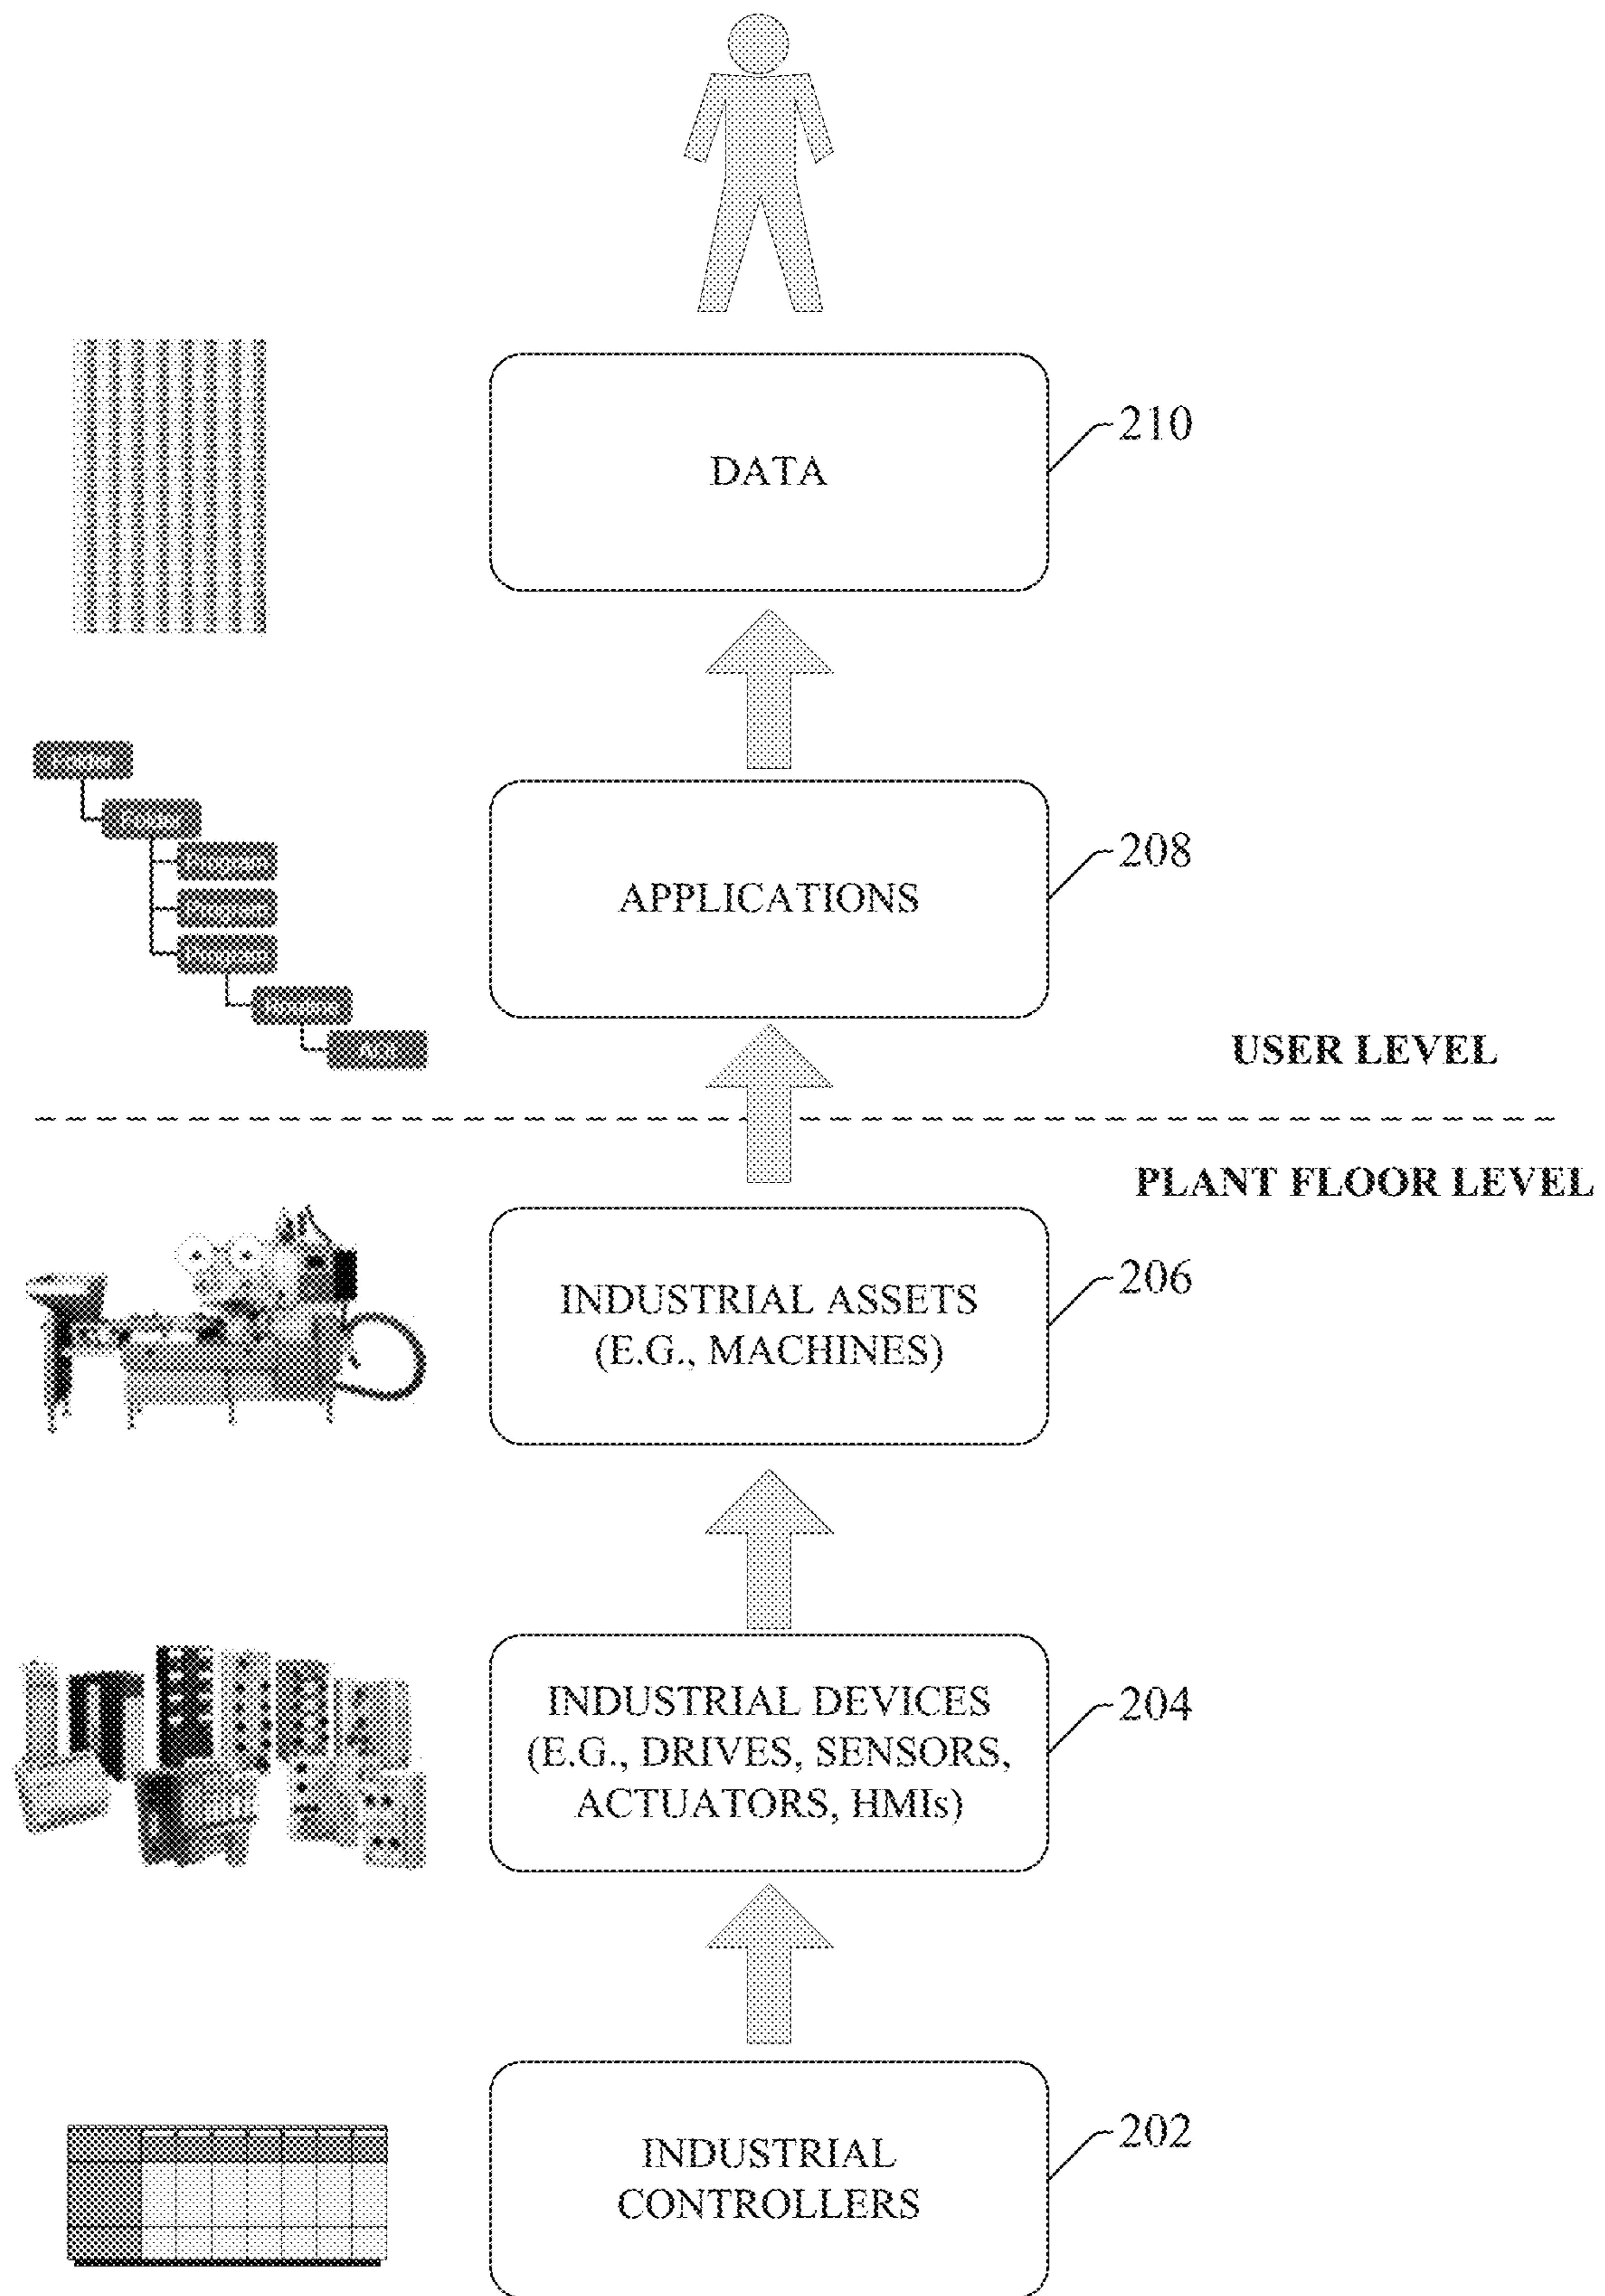 DATA
210
APPLICATIONS
208
Program
USER LEVEL
PLANT FLOOR LEVEL
INDUSTRIAL ASSETS
(E.G., MACHINES)
206
INDUSTRIAL DEVICES
(E.G., DRIVES, SENSORS,
ACTUATORS, HMIs)
204
INDUSTRIAL
CONTROLLERS
202